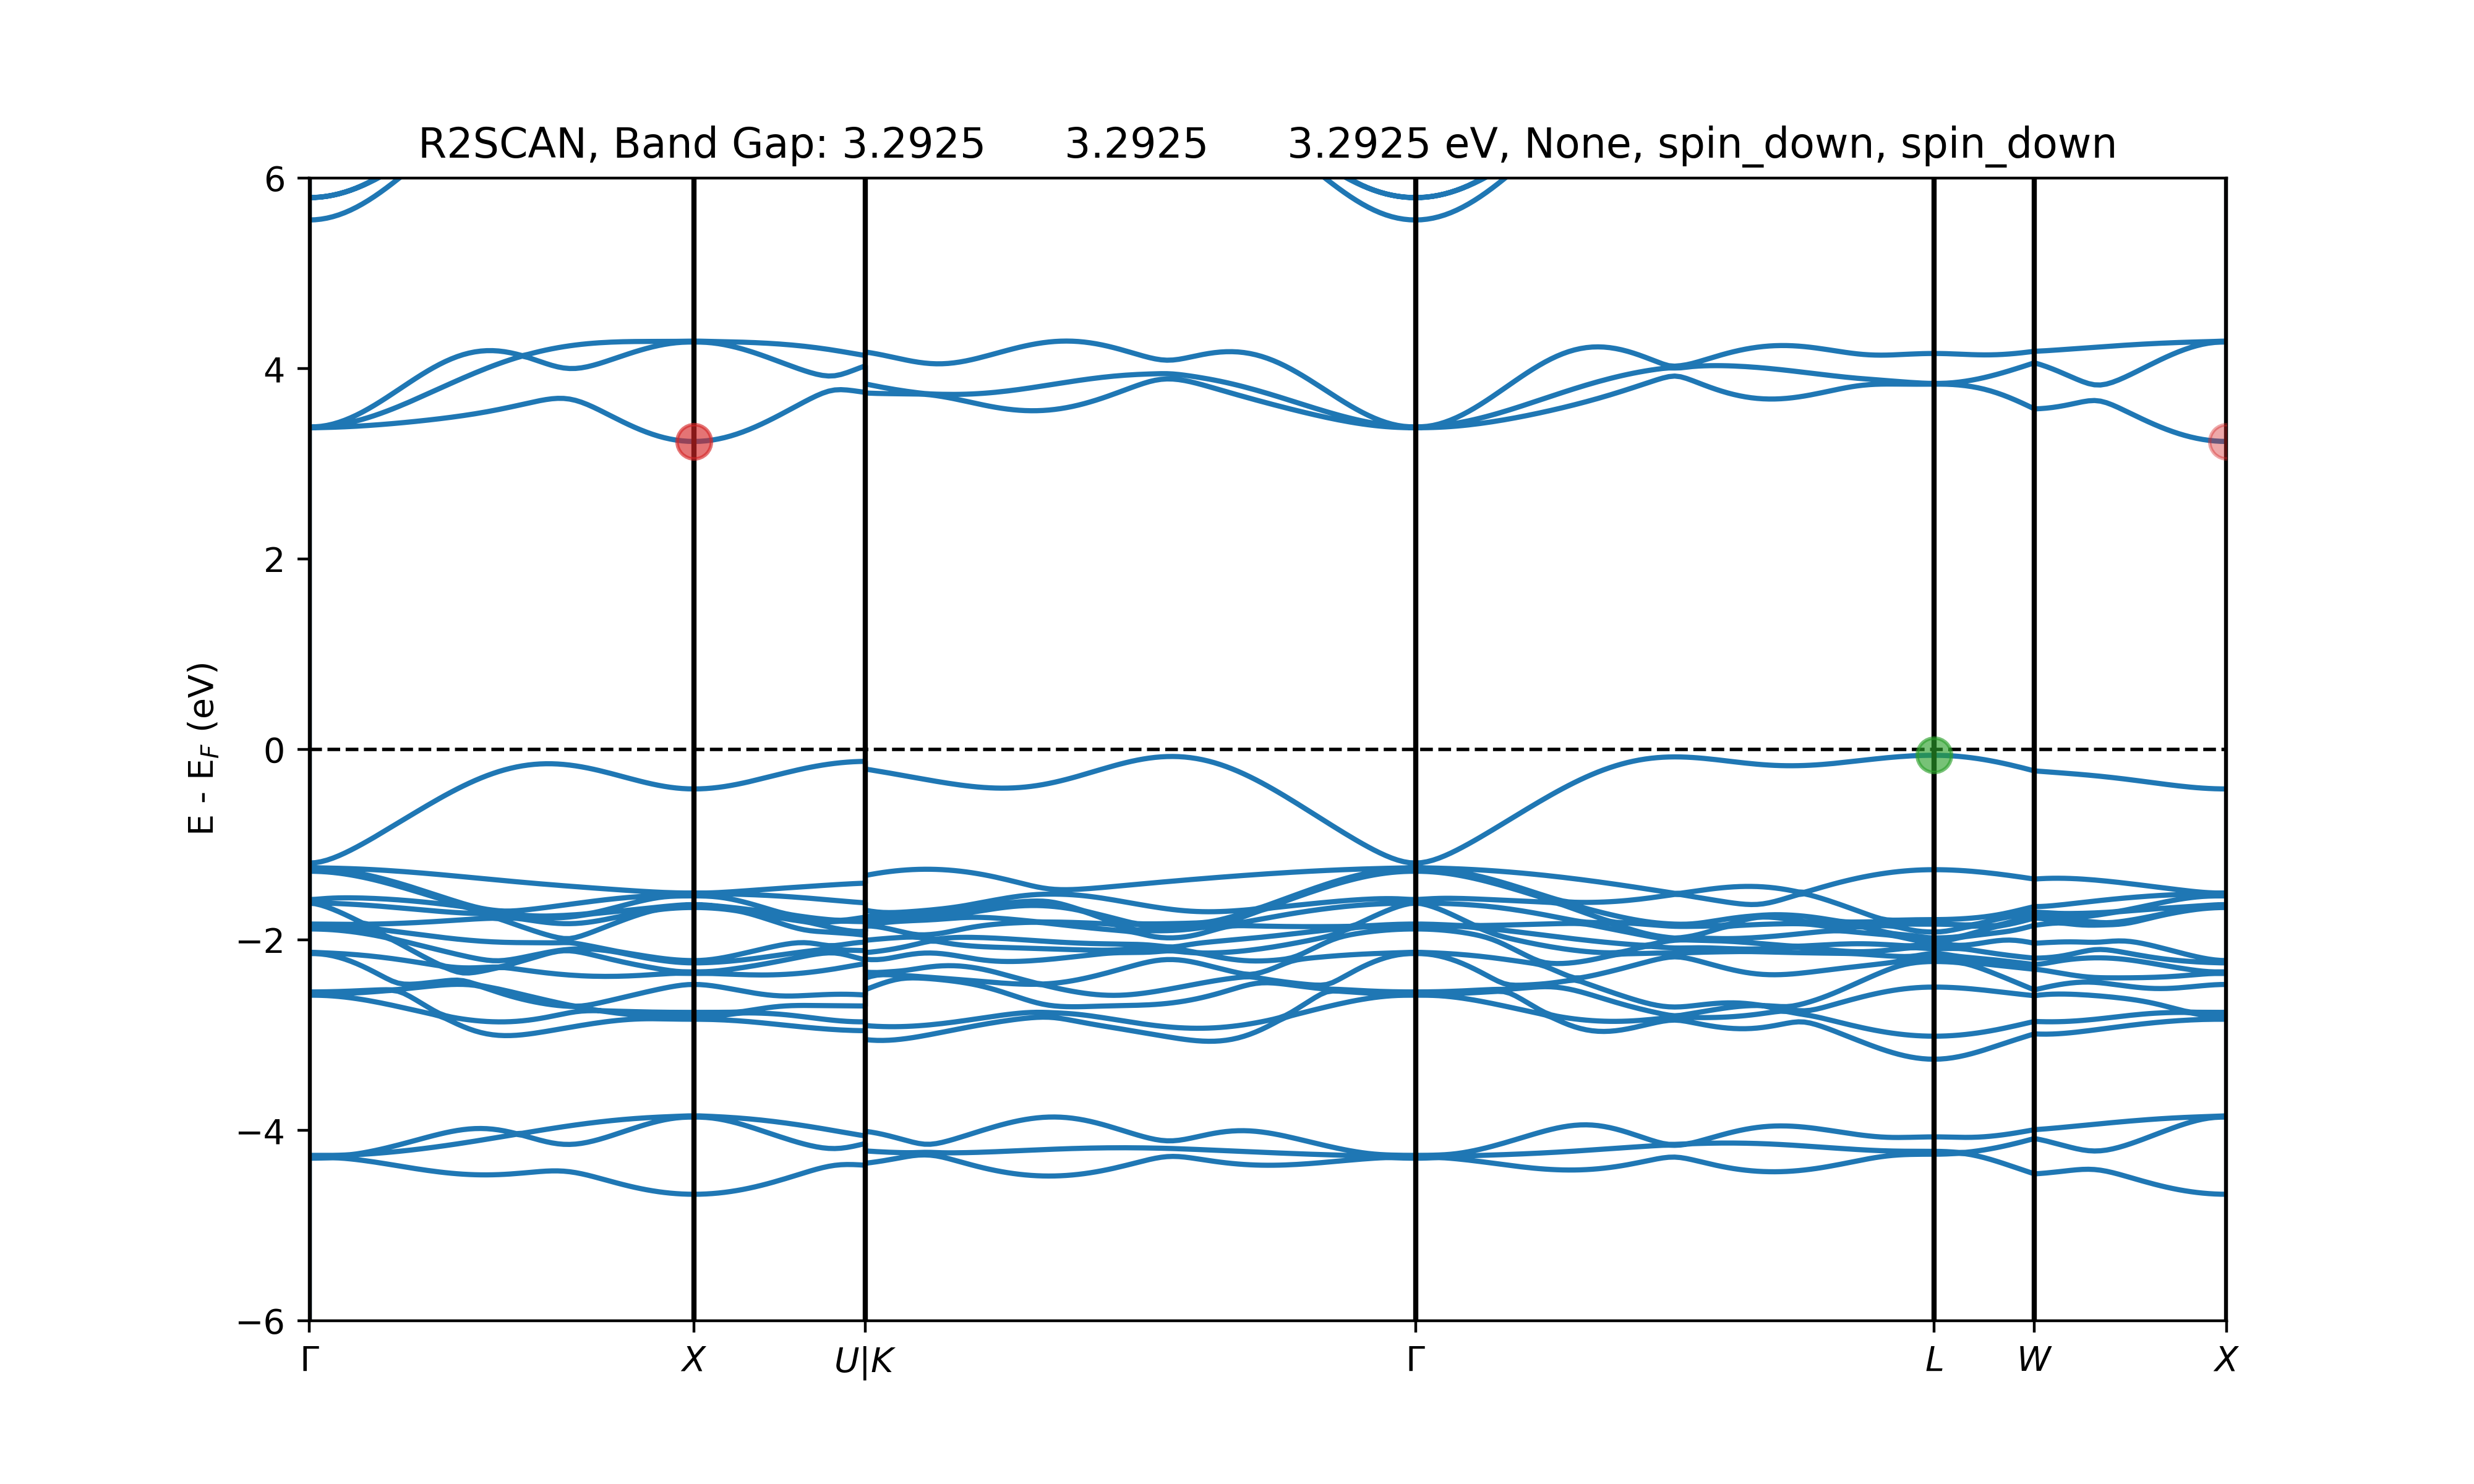 R2SCAN, Band Gap: 3.2925 3.2925 3.2925 eV, None, spin_down, spin_down
6
4
2
0
−2
−4
−6
E - E_F (eV)
Γ X U|K Γ L W X